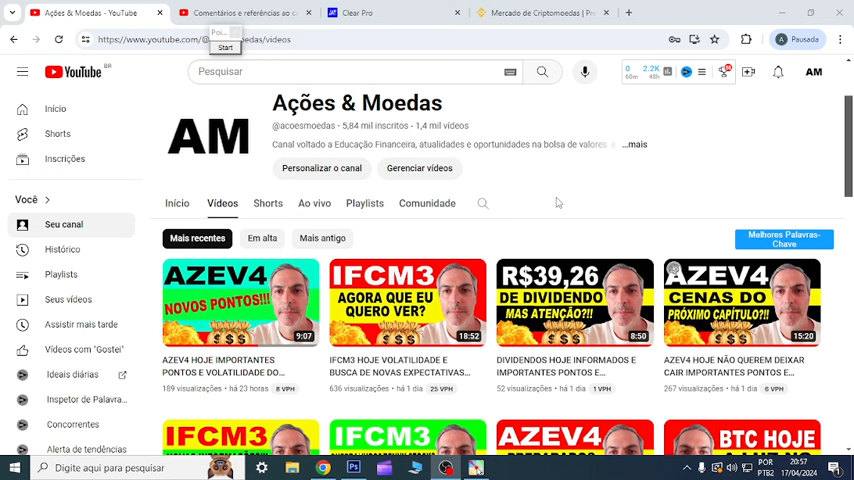 Ações & Moedas - YouTube
Comentários e referências ao c
Clear Pro
Mercado de Criptomoedas | Pre
https://www.youtube.com/@
edas/videos
Poi...
Start
Pausada
YouTube BR
Pesquisar
0 60m 2.2K 48h
AM
Início
Shorts
Inscrições
Você
Seu canal
Histórico
Playlists
Seus vídeos
Assistir mais tarde
Vídeos com "Gostei"
Ideais diárias
Inspetor de Palavra...
Concorrentes
Alerta de tendências
AM
Ações & Moedas
@acoesmoedas • 5,84 mil inscritos • 1,4 mil vídeos
Canal voltado a Educação Financeira, atualidades e oportunidades na bolsa de valores e ...mais
Personalizar o canal
Gerenciar vídeos
Início Vídeos Shorts Ao vivo Playlists Comunidade
Mais recentes Em alta Mais antigo
Melhores Palavras-
Chave
AZEV4
NOVOS PONTOS!!!
9:07
AZEV4 HOJE IMPORTANTES
PONTOS E VOLATILIDADE DO...
189 visualizações • há 23 horas 8 VPH
IFCM3
AGORA QUE EU
QUERO VER?
18:52
IFCM3 HOJE VOLATILIDADE E
BUSCA DE NOVAS EXPECTATIVAS...
636 visualizações • há 1 dia 25 VPH
R$39,26
DE DIVIDENDO
MAS ATENÇÃO?!!
8:50
DIVIDENDOS HOJE INFORMADOS E
IMPORTANTES PONTOS E...
52 visualizações • há 1 dia 1 VPH
AZEV4
CENAS DO
PRÓXIMO CAPÍTULO?!!
15:20
AZEV4 HOJE NÃO QUEREM DEIXAR
CAIR IMPORTANTES PONTOS E...
267 visualizações • há 1 dia 6 VPH
IFCM3
IFCM3
AZEV4
BTC HOJE
Digite aqui para pesquisar
POR
PTB2
20:57
17/04/2024